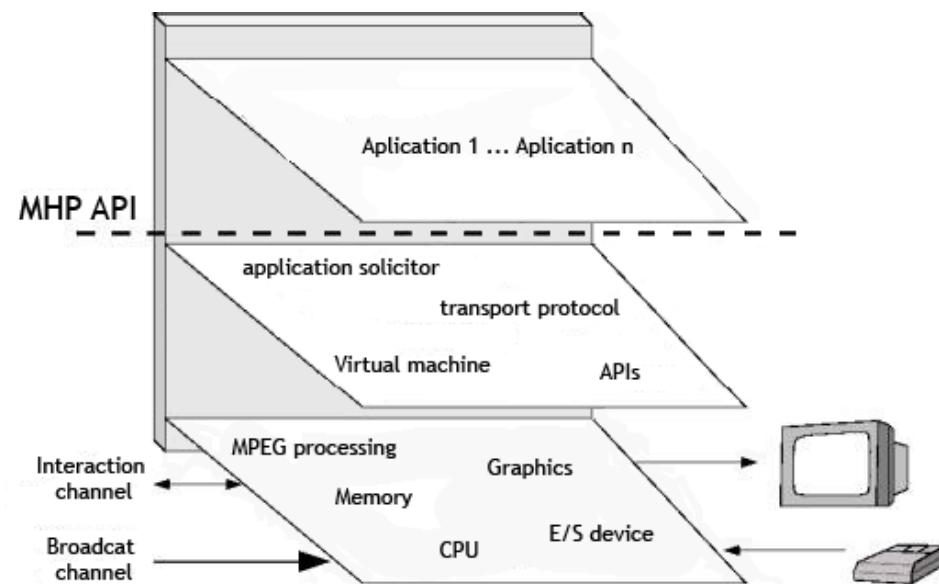 Aplication 1 ... Aplication n
MHP API
application solicitor
transport protocol
Virtual machine
APIs
MPEG processing
Graphics
Interaction
channel
Memory
E/S device
CPU
Broadcat
channel